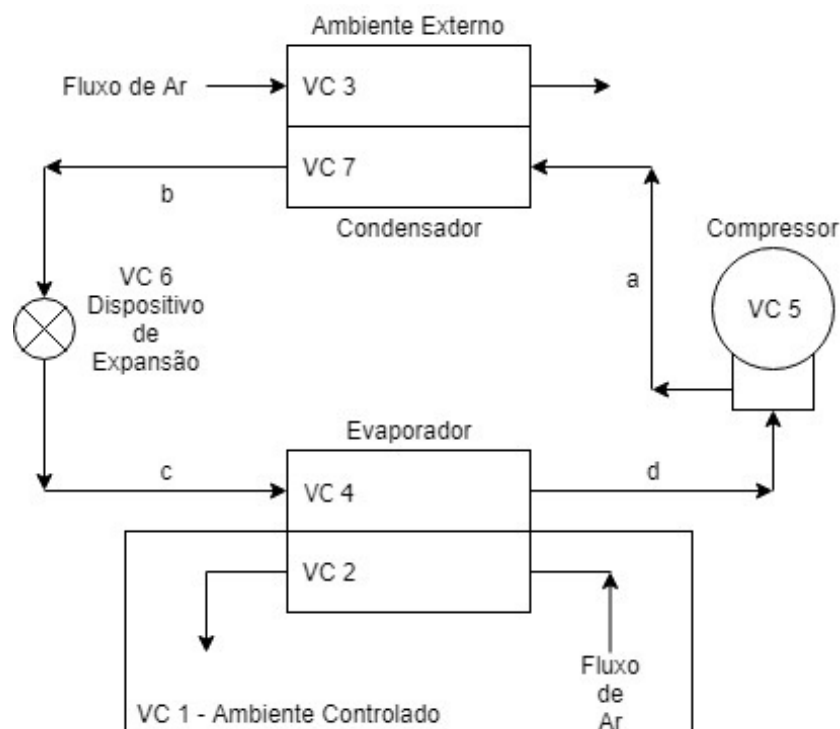 Ambiente Externo
Fluxo de Ar
VC 3
VC 7
b
Condensador
Compressor
a
VC 5
VC 6
Dispositivo
de
Expansão
Evaporador
c
VC 4
d
VC 2
Fluxo
de
Ar
VC 1 - Ambiente Controlado